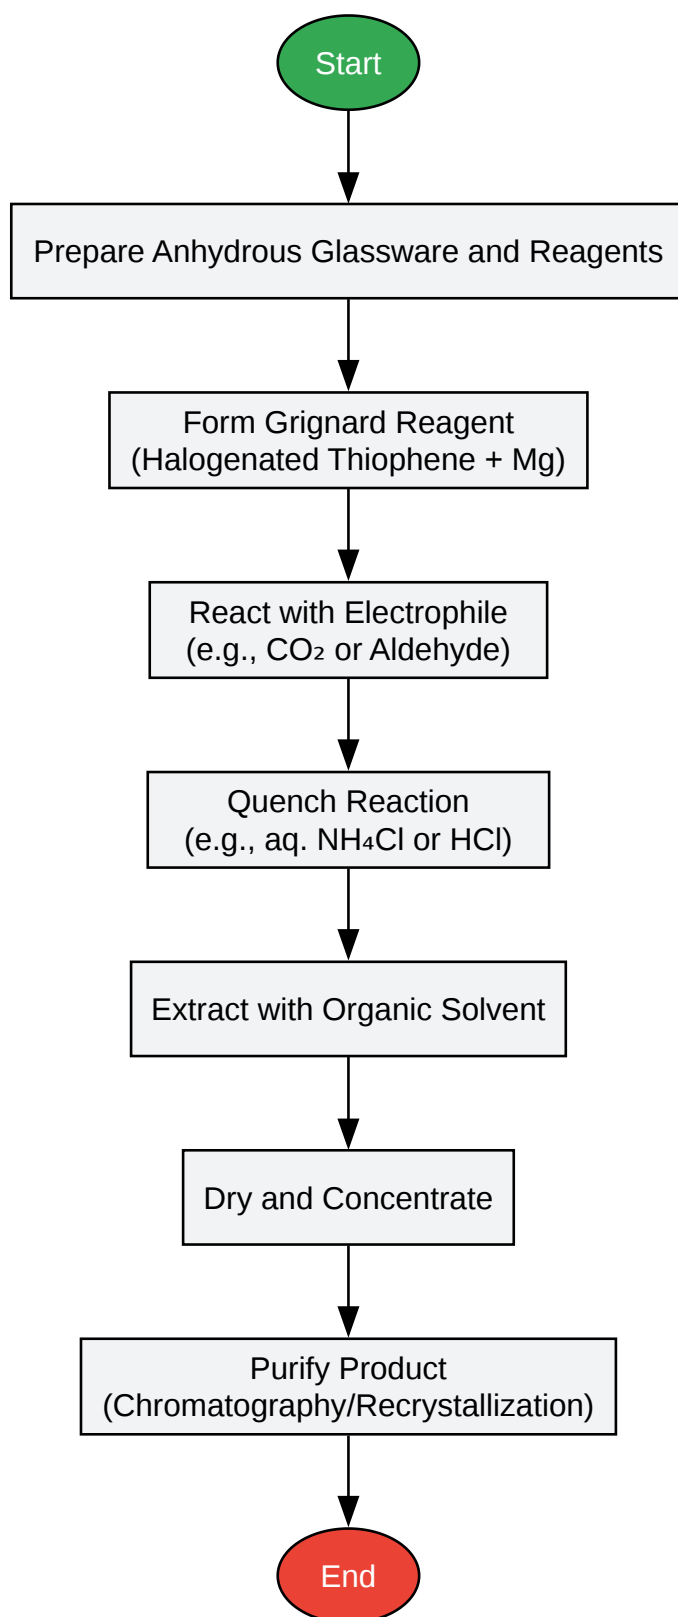 Start
Prepare Anhydrous Glassware and Reagents
Form Grignard Reagent
(Halogenated Thiophene + Mg)
React with Electrophile
(e.g., CO₂ or Aldehyde)
Quench Reaction
(e.g., aq. NH₄Cl or HCl)
Extract with Organic Solvent
Dry and Concentrate
Purify Product
(Chromatography/Recrystallization)
End